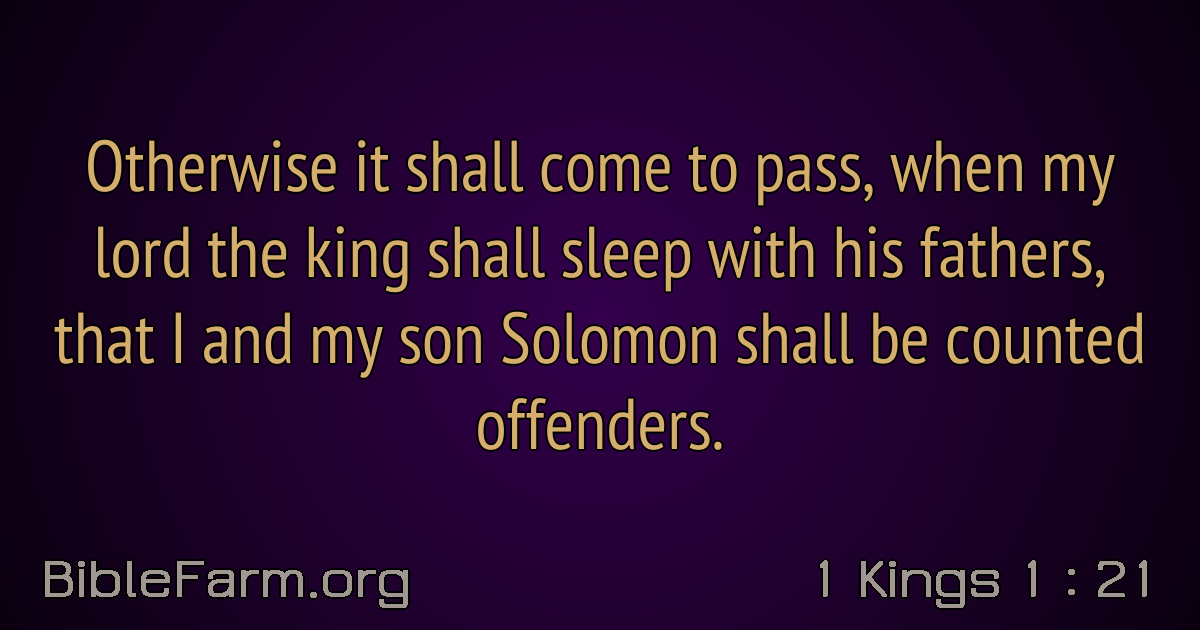 Otherwise it shall come to pass, when my
lord the king shall sleep with his fathers,
that I and my son Solomon shall be counted
offenders.
BibleFarm.org
1 Kings 1 : 21